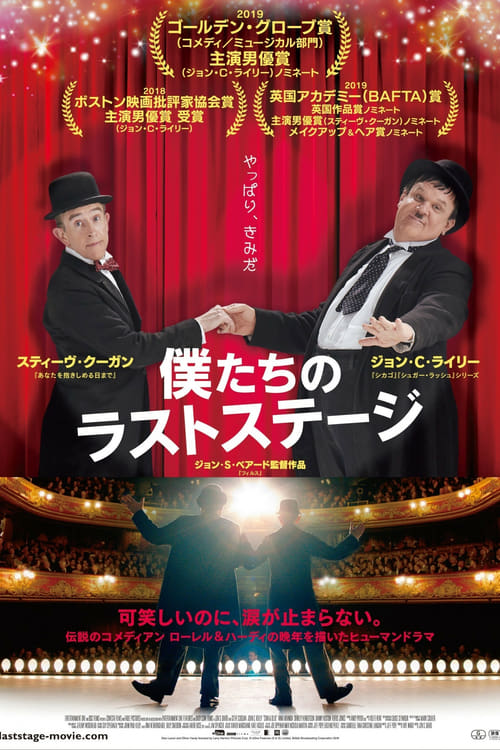 2019
ゴールデン・グローブ賞
(コメディ/ミュージカル部門)
主演男優賞
(ジョン・C・ライリー)ノミネート
2018
ボストン映画批評家協会賞
主演男優賞 受賞
(ジョン・C・ライリー)
2019
英国アカデミー(BAFTA)賞
英国作品賞ノミネート
主演男優賞(スティーヴ・クーガン)ノミネート
メイクアップ&ヘア賞ノミネート
やっぱり、きみだ
スティーヴ・クーガン
『あなたを抱きしめる日まで』
ジョン・C・ライリー
『シカゴ』『シュガー・ラッシュ』シリーズ
僕たちの
ラストステージ
ジョン・S・ベアード監督作品
『フィルス』
可笑しいのに、涙が止まらない。
伝説のコメディアン ローレル&ハーディの晩年を描いたヒューマンドラマ
laststage-movie.com